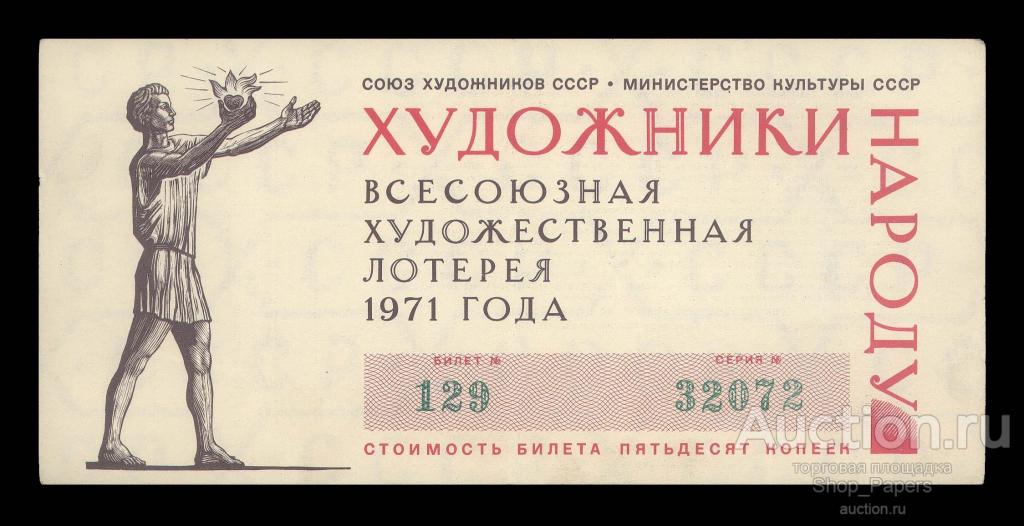 СОЮЗ ХУДОЖНИКОВ СССР • МИНИСТЕРСТВО КУЛЬТУРЫ СССР
ХУДОЖНИКИ
НАРОДУ
ВСЕСОЮЗНАЯ
ХУДОЖЕСТВЕННАЯ
ЛОТЕРЕЯ
1971 ГОДА
БИЛЕТ № СЕРИЯ №
129 32072
СТОИМОСТЬ БИЛЕТА ПЯТЬДЕСЯТ КОПЕЕК
Auction.ru
торговая площадка
Shop_Papers
auction.ru